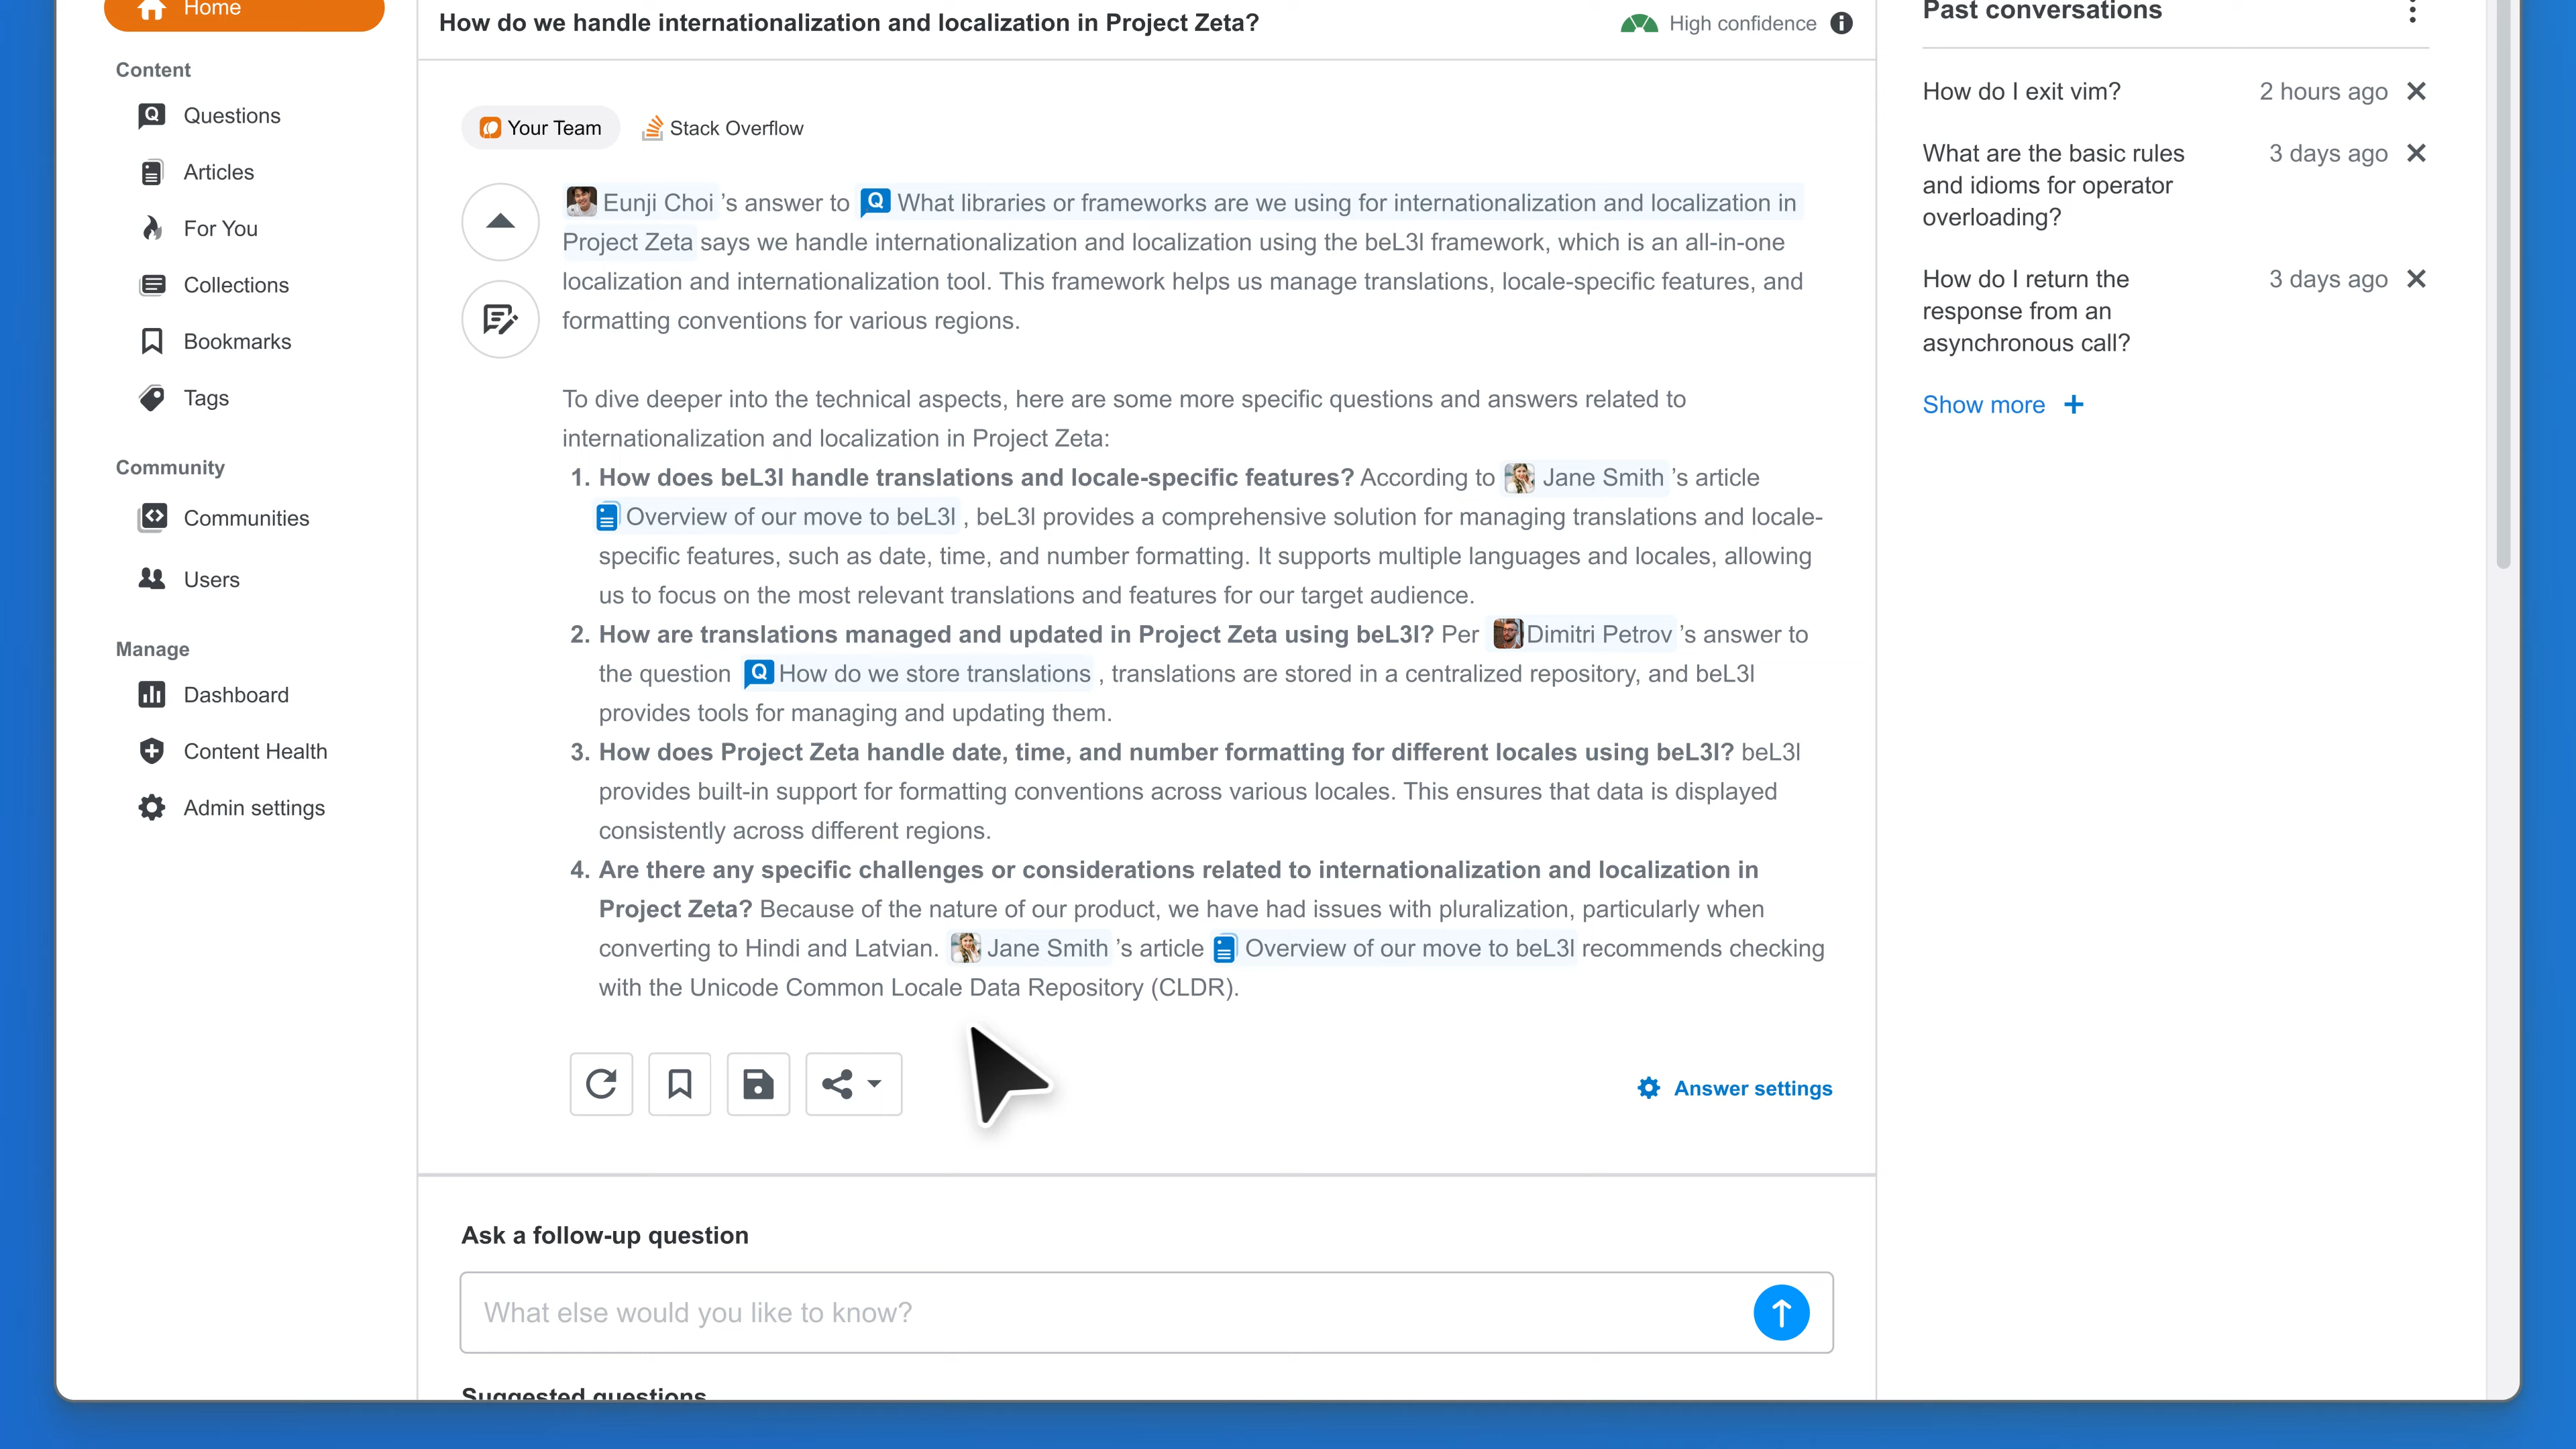 Home
Content
Questions
Articles
For You
Collections
Bookmarks
Tags
Community
Communities
Users
Manage
Dashboard
Content Health
Admin settings
How do we handle internationalization and localization in Project Zeta?
High confidence
Your Team
Stack Overflow
Eunji Choi 's answer to Q What libraries or frameworks are we using for internationalization and localization in
Project Zeta says we handle internationalization and localization using the beL3l framework, which is an all-in-one
localization and internationalization tool. This framework helps us manage translations, locale-specific features, and
formatting conventions for various regions.
To dive deeper into the technical aspects, here are some more specific questions and answers related to
internationalization and localization in Project Zeta:
1. How does beL3l handle translations and locale-specific features? According to Jane Smith 's article
Overview of our move to beL3l , beL3l provides a comprehensive solution for managing translations and locale-
specific features, such as date, time, and number formatting. It supports multiple languages and locales, allowing
us to focus on the most relevant translations and features for our target audience.
2. How are translations managed and updated in Project Zeta using beL3l? Per Dimitri Petrov 's answer to
the question Q How do we store translations , translations are stored in a centralized repository, and beL3l
provides tools for managing and updating them.
3. How does Project Zeta handle date, time, and number formatting for different locales using beL3l? beL3l
provides built-in support for formatting conventions across various locales. This ensures that data is displayed
consistently across different regions.
4. Are there any specific challenges or considerations related to internationalization and localization in
Project Zeta? Because of the nature of our product, we have had issues with pluralization, particularly when
converting to Hindi and Latvian. Jane Smith 's article Overview of our move to beL3l recommends checking
with the Unicode Common Locale Data Repository (CLDR).
Answer settings
Ask a follow-up question
What else would you like to know?
Suggested questions
Past conversations
How do I exit vim? 2 hours ago
What are the basic rules 3 days ago
and idioms for operator
overloading?
How do I return the 3 days ago
response from an
asynchronous call?
Show more +